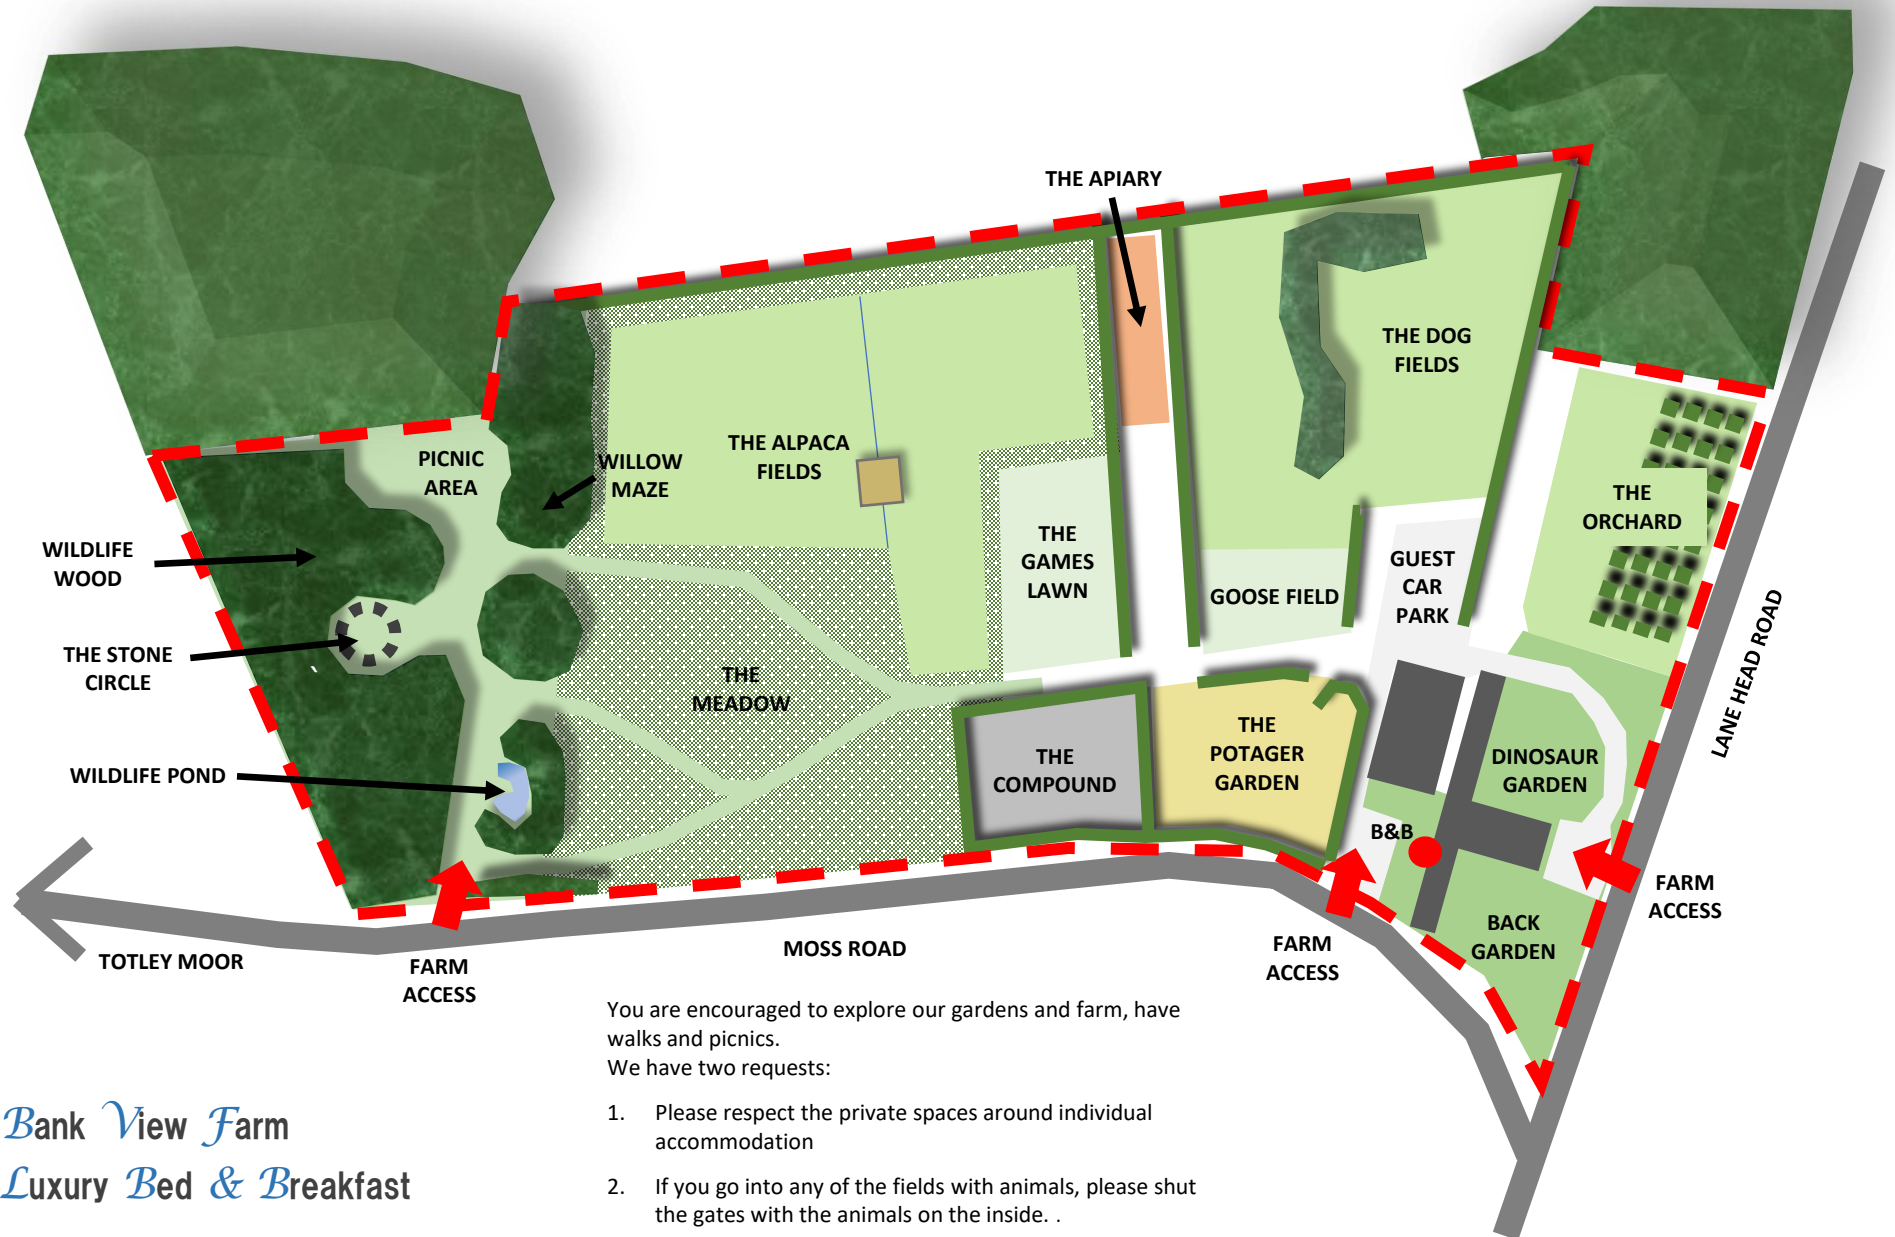 THE APIARY
THE DOG
FIELDS
THE ALPACA
FIELDS
PICNIC
AREA
WILLOW
MAZE
THE
ORCHARD
WILDLIFE
WOOD
THE
GAMES
LAWN
GUEST
CAR
PARK
GOOSE FIELD
THE STONE
CIRCLE
THE
MEADOW
LANE HEAD ROAD
THE
POTAGER
GARDEN
THE
COMPOUND
DINOSAUR
GARDEN
WILDLIFE POND
B&B
FARM
ACCESS
BACK
GARDEN
TOTLEY MOOR
MOSS ROAD
FARM
ACCESS
FARM
ACCESS
You are encouraged to explore our gardens and farm, have
walks and picnics.
We have two requests:
1. Please respect the private spaces around individual
accommodation
2. If you go into any of the fields with animals, please shut
the gates with the animals on the inside. .
Bank View Farm
Luxury Bed & Breakfast